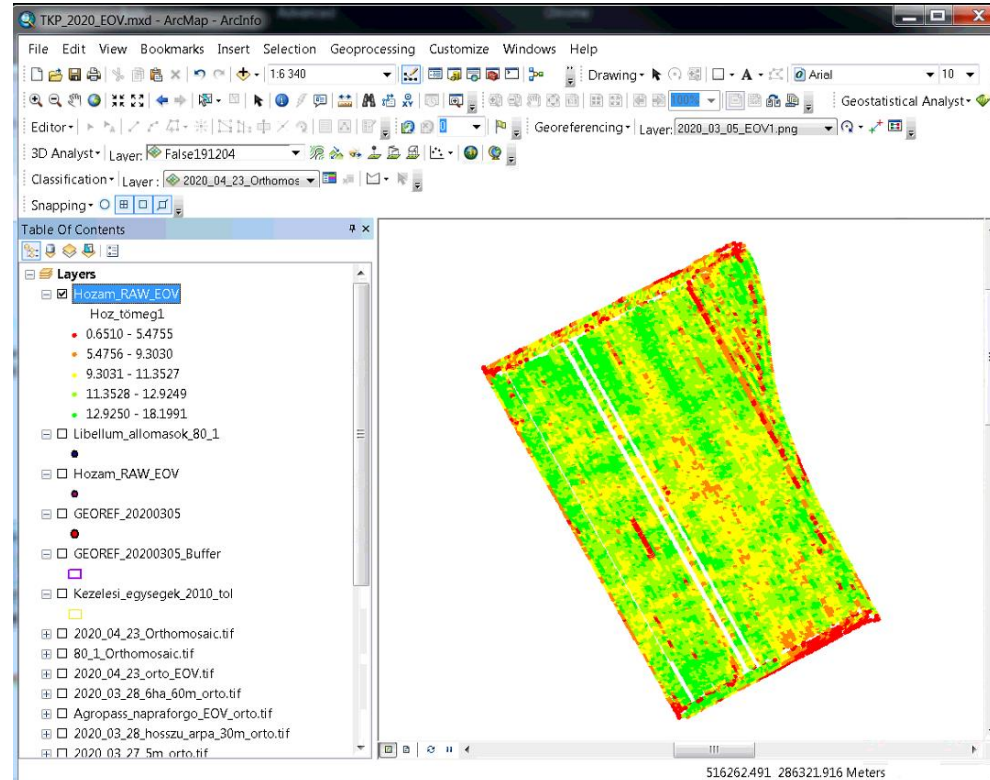 TKP_2020_EOV.mxd - ArcMap - ArcInfo
File Edit View Bookmarks Insert Selection Geoprocessing Customize Windows Help
1:6 340 Drawing A Arial 10
100% Geostatistical Analyst
Editor 0 Georeferencing Layer: 2020_03_05_EOV1.png
3D Analyst Layer: False191204
Classification Layer: 2020_04_23_Orthomos
Snapping
Table Of Contents
Layers
Hozam_RAW_EOV
Hoz_tömeg1
0.6510 - 5.4755
5.4756 - 9.3030
9.3031 - 11.3527
11.3528 - 12.9249
12.9250 - 18.1991
Libellum_allomasok_80_1
Hozam_RAW_EOV
GEOREF_20200305
GEOREF_20200305_Buffer
Kezelesi_egysegek_2010_tol
2020_04_23_Orthomosaic.tif
80_1_Orthomosaic.tif
2020_04_23_orto_EOV.tif
2020_03_28_6ha_60m_orto.tif
Agropass_napraforgo_EOV_orto.tif
2020_03_28_hosszu_arpa_30m_orto.tif
2020_03_27_5m_orto.tif
516262.491 286321.916 Meters